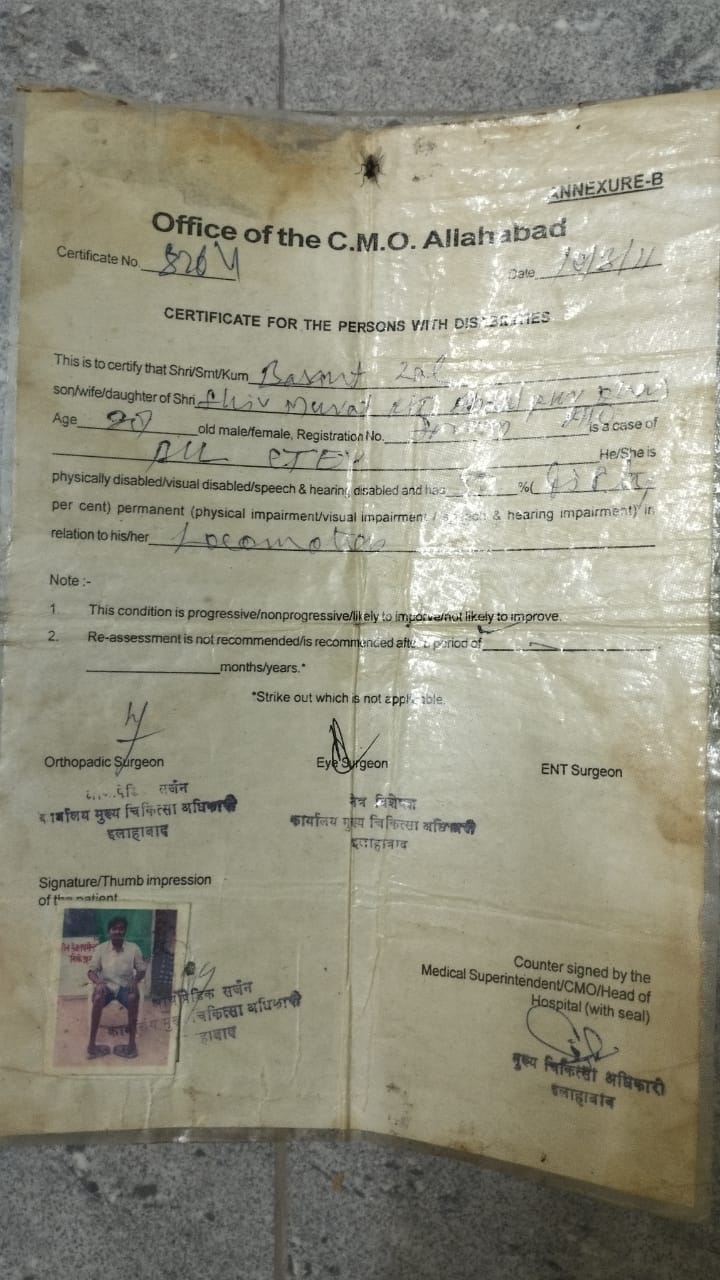 ANNEXURE-B
Office of the C.M.O. Allahabad
Certificate No.
Date 10/3/11
CERTIFICATE FOR THE PERSONS WITH DISABILITIES
This is to certify that Shri/Smt/Kum Basant Lal
son/wife/daughter of Shri Shiv Murat
Age old male/female, Registration No. is a case of
He/She is
physically disabled/visual disabled/speech & hearing disabled and has %(
per cent) permanent (physical impairment/visual impairment / speech & hearing impairment) in
relation to his/her Locomotion
Note :-
1. This condition is progressive/nonprogressive/likely to imporve/not likely to improve.
2. Re-assessment is not recommended/is recommended after a period of
months/years.*
*Strike out which is not applicable.
Orthopadic Surgeon Eye Surgeon ENT Surgeon
सर्जन
कार्यालय मुख्य चिकित्सा अधिकारी
इलाहाबाद
नेत्र विशेषज्ञ
कार्यालय मुख्य चिकित्सा अधिकारी
इलाहाबाद
Signature/Thumb impression
of the patient
सर्जन
चिकित्सा अधिकारी
Counter signed by the
Medical Superintendent/CMO/Head of
Hospital (with seal)
मुख्य चिकित्सा अधिकारी
इलाहाबाद